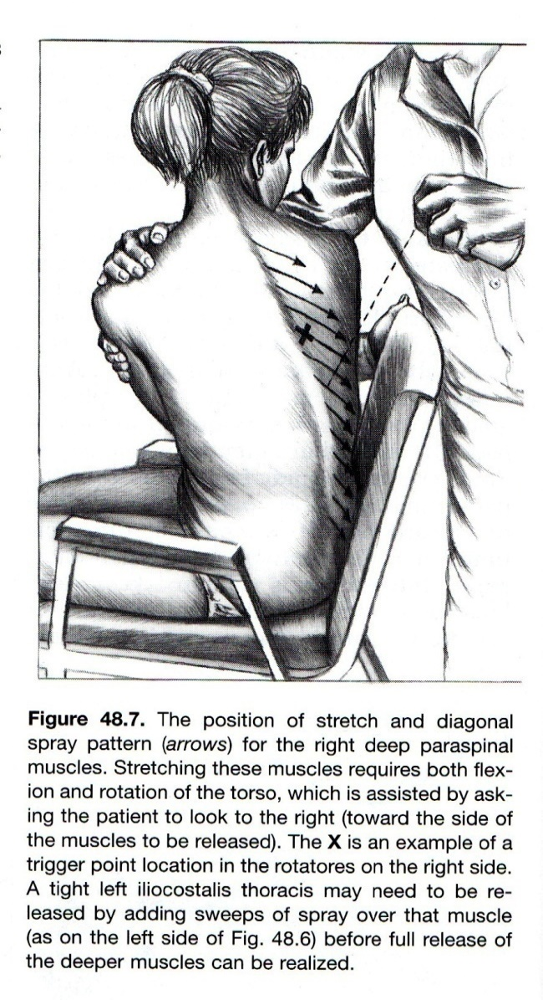 Figure 48.7. The position of stretch and diagonal
spray pattern (arrows) for the right deep paraspinal
muscles. Stretching these muscles requires both flex-
ion and rotation of the torso, which is assisted by ask-
ing the patient to look to the right (toward the side of
the muscles to be released). The X is an example of a
trigger point location in the rotatores on the right side.
A tight left iliocostalis thoracis may need to be re-
leased by adding sweeps of spray over that muscle
(as on the left side of Fig. 48.6) before full release of
the deeper muscles can be realized.